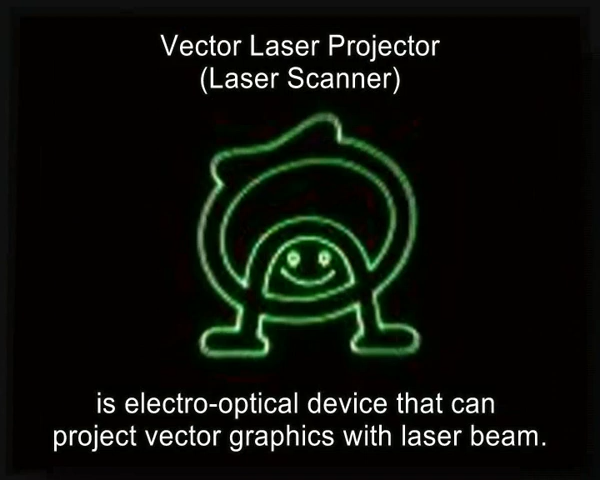 Vector Laser Projector
(Laser Scanner)
is electro-optical device that can
project vector graphics with laser beam.